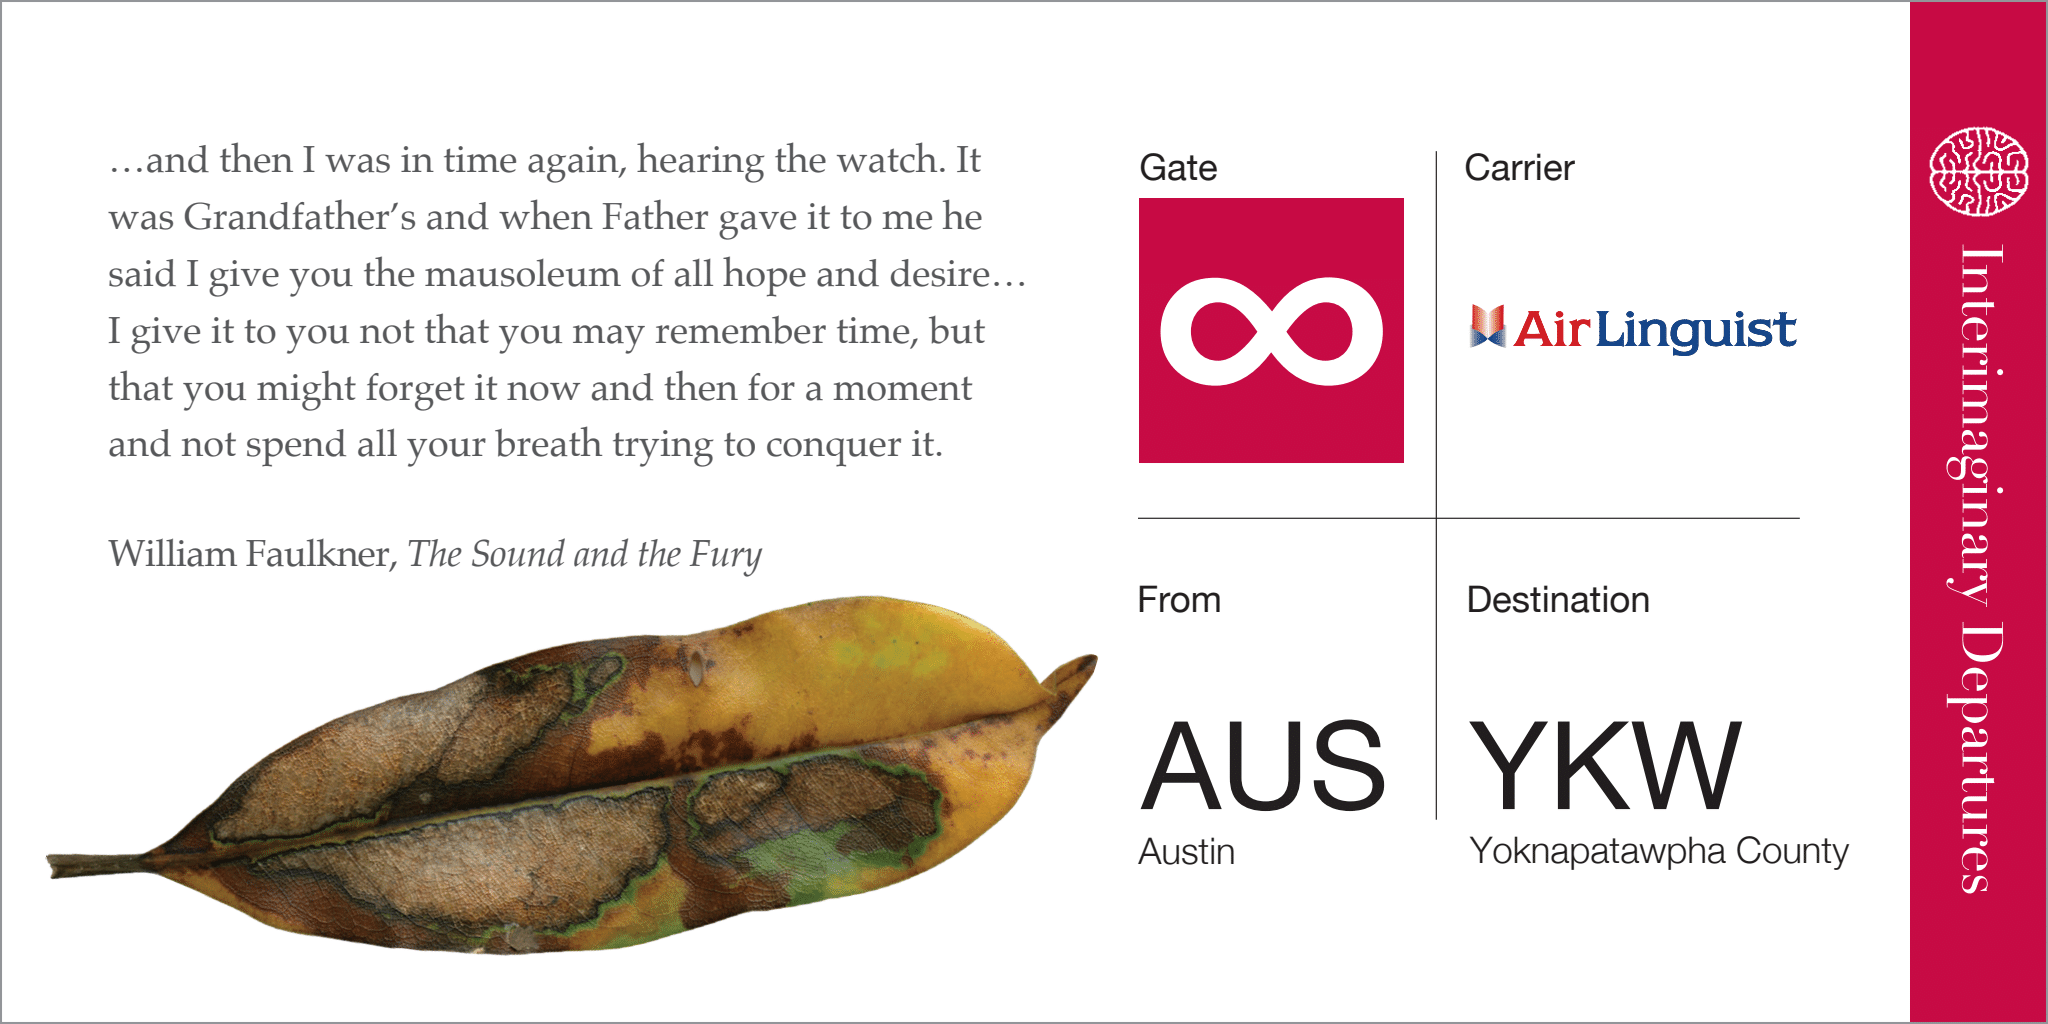 …and then I was in time again, hearing the watch. It
was Grandfather’s and when Father gave it to me he
said I give you the mausoleum of all hope and desire…
I give it to you not that you may remember time, but
that you might forget it now and then for a moment
and not spend all your breath trying to conquer it.
William Faulkner, The Sound and the Fury
Gate
∞
Carrier
Air Linguist
From
AUS
Austin
Destination
YKW
Yoknapatawpha County
Interimaginary Departures